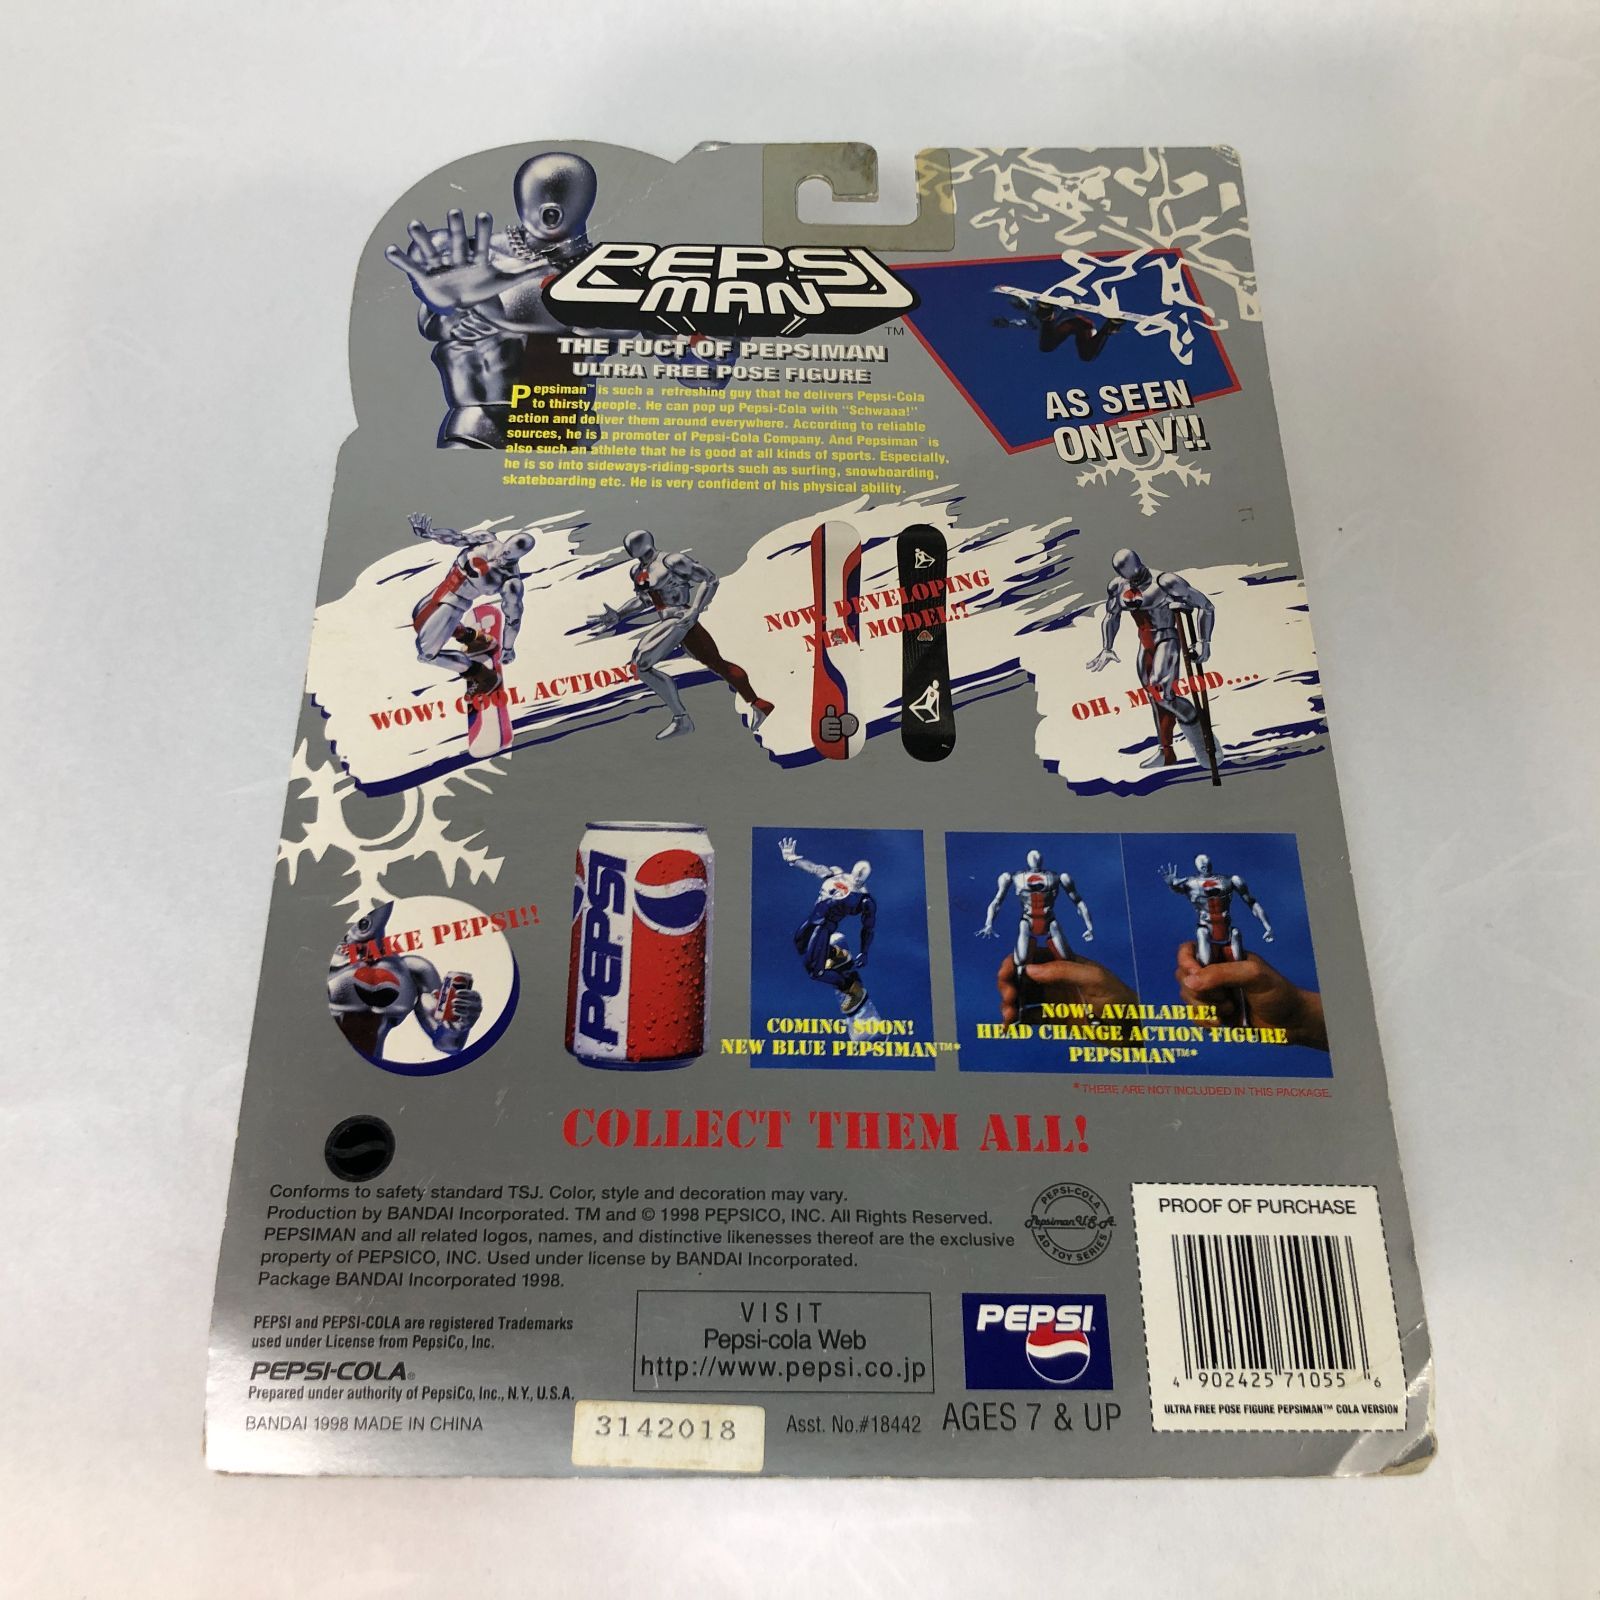 PEPSI
MAN
TM
THE FUCT OF PEPSIMAN
ULTRA FREE POSE FIGURE
Pepsiman™ is such a refreshing guy that he delivers Pepsi-Cola
to thirsty people. He can pop up Pepsi-Cola with "Schwaaa!"
action and deliver them around everywhere. According to reliable
sources, he is a promoter of Pepsi-Cola Company. And Pepsiman™ is
also such an athlete that he is good at all kinds of sports. Especially,
he is so into sideways-riding-sports such as surfing, snowboarding,
skateboarding etc. He is very confident of his physical ability.
AS SEEN
ON TV!!
WOW! COOL ACTION!
NOW, DEVELOPING
NEW MODEL!!
OH, MY GOD....
TAKE PEPSI!!
PEPSI
COMING SOON!
NEW BLUE PEPSIMAN™*
NOW! AVAILABLE!
HEAD CHANGE ACTION FIGURE
PEPSIMAN™*
*THERE ARE NOT INCLUDED IN THIS PACKAGE.
COLLECT THEM ALL!
Conforms to safety standard TSJ. Color, style and decoration may vary.
Production by BANDAI Incorporated. TM and © 1998 PEPSICO, INC. All Rights Reserved.
PEPSIMAN and all related logos, names, and distinctive likenesses thereof are the exclusive
property of PEPSICO, INC. Used under license by BANDAI Incorporated.
Package BANDAI Incorporated 1998.
PEPSI-COLA
Pepsiman U.S.A.
AD TOY SERIES
PROOF OF PURCHASE
4 902425 71055 6
ULTRA FREE POSE FIGURE PEPSIMAN™ COLA VERSION
PEPSI and PEPSI-COLA are registered Trademarks
used under License from PepsiCo, Inc.
PEPSI-COLA®
Prepared under authority of PepsiCo, Inc., N.Y., U.S.A.
BANDAI 1998 MADE IN CHINA
VISIT
Pepsi-cola Web
http://www.pepsi.co.jp
PEPSI
3142018
Asst. No.#18442
AGES 7 & UP